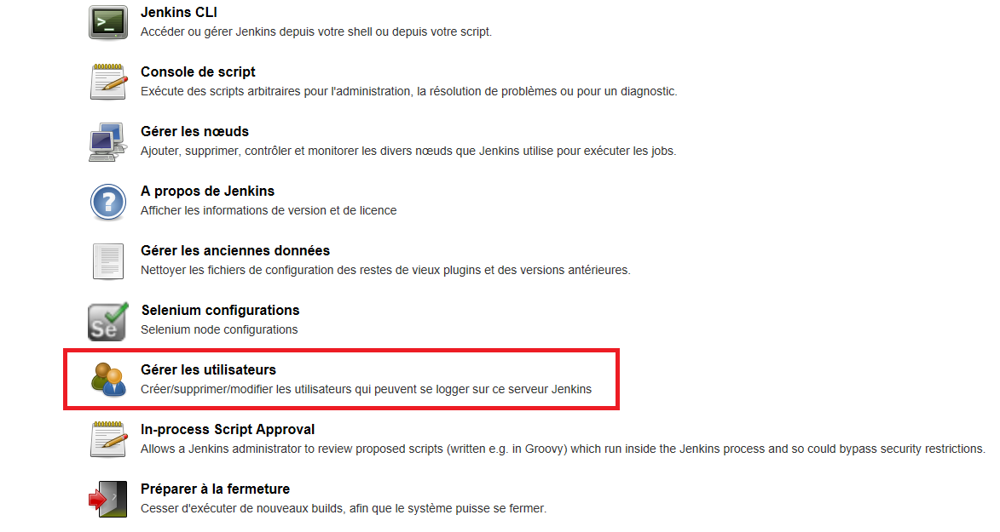 Jenkins CLI
Accéder ou gérer Jenkins depuis votre shell ou depuis votre script.
Console de script
Exécute des scripts arbitraires pour l'administration, la résolution de problèmes ou pour un diagnostic.
Gérer les nœuds
Ajouter, supprimer, contrôler et monitorer les divers nœuds que Jenkins utilise pour exécuter les jobs.
A propos de Jenkins
Afficher les informations de version et de licence
Gérer les anciennes données
Nettoyer les fichiers de configuration des restes de vieux plugins et des versions antérieures.
Se
Selenium configurations
Selenium node configurations
Gérer les utilisateurs
Créer/supprimer/modifier les utilisateurs qui peuvent se logger sur ce serveur Jenkins
In-process Script Approval
Allows a Jenkins administrator to review proposed scripts (written e.g. in Groovy) which run inside the Jenkins process and so could bypass security restrictions.
Préparer à la fermeture
Cesser d'exécuter de nouveaux builds, afin que le système puisse se fermer.